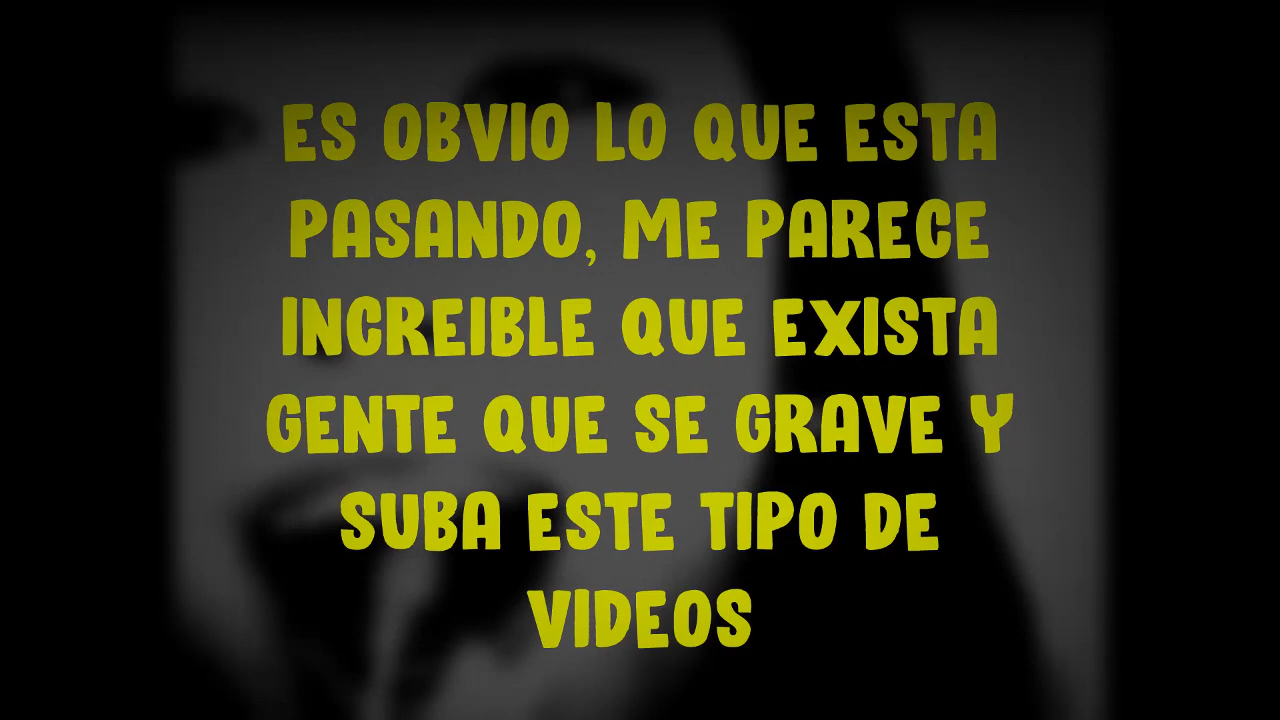 ES OBVIO LO QUE ESTA
PASANDO, ME PARECE
INCREIBLE QUE EXISTA
GENTE QUE SE GRAVE Y
SUBA ESTE TIPO DE
VIDEOS